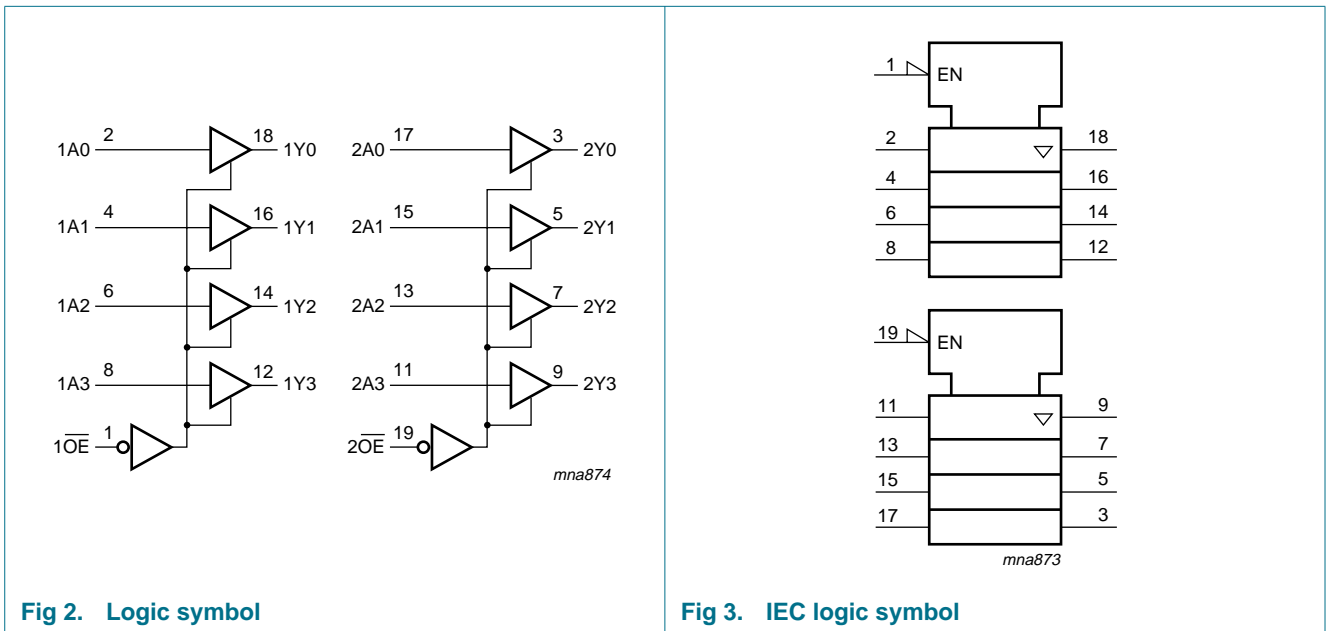 2 18
1A0 1Y0
17 3
2A0 2Y0
4 16
1A1 1Y1
15 5
2A1 2Y1
6 14
1A2 1Y2
13 7
2A2 2Y2
8 12
1A3 1Y3
11 9
2A3 2Y3
1
1OE
19
2OE
mna874
Fig 2. Logic symbol
1 EN
2 18
4 16
6 14
8 12
19 EN
11 9
13 7
15 5
17 3
mna873
Fig 3. IEC logic symbol